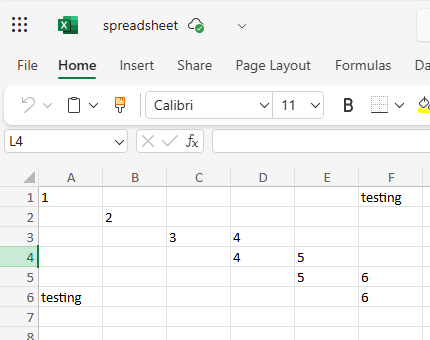 spreadsheet
File Home Insert Share Page Layout Formulas Da
Calibri 11 B
L4 fx
A B C D E F
1 1 testing
2 2
3 3 4
4 4 5
5 5 6
6 testing 6
7
8